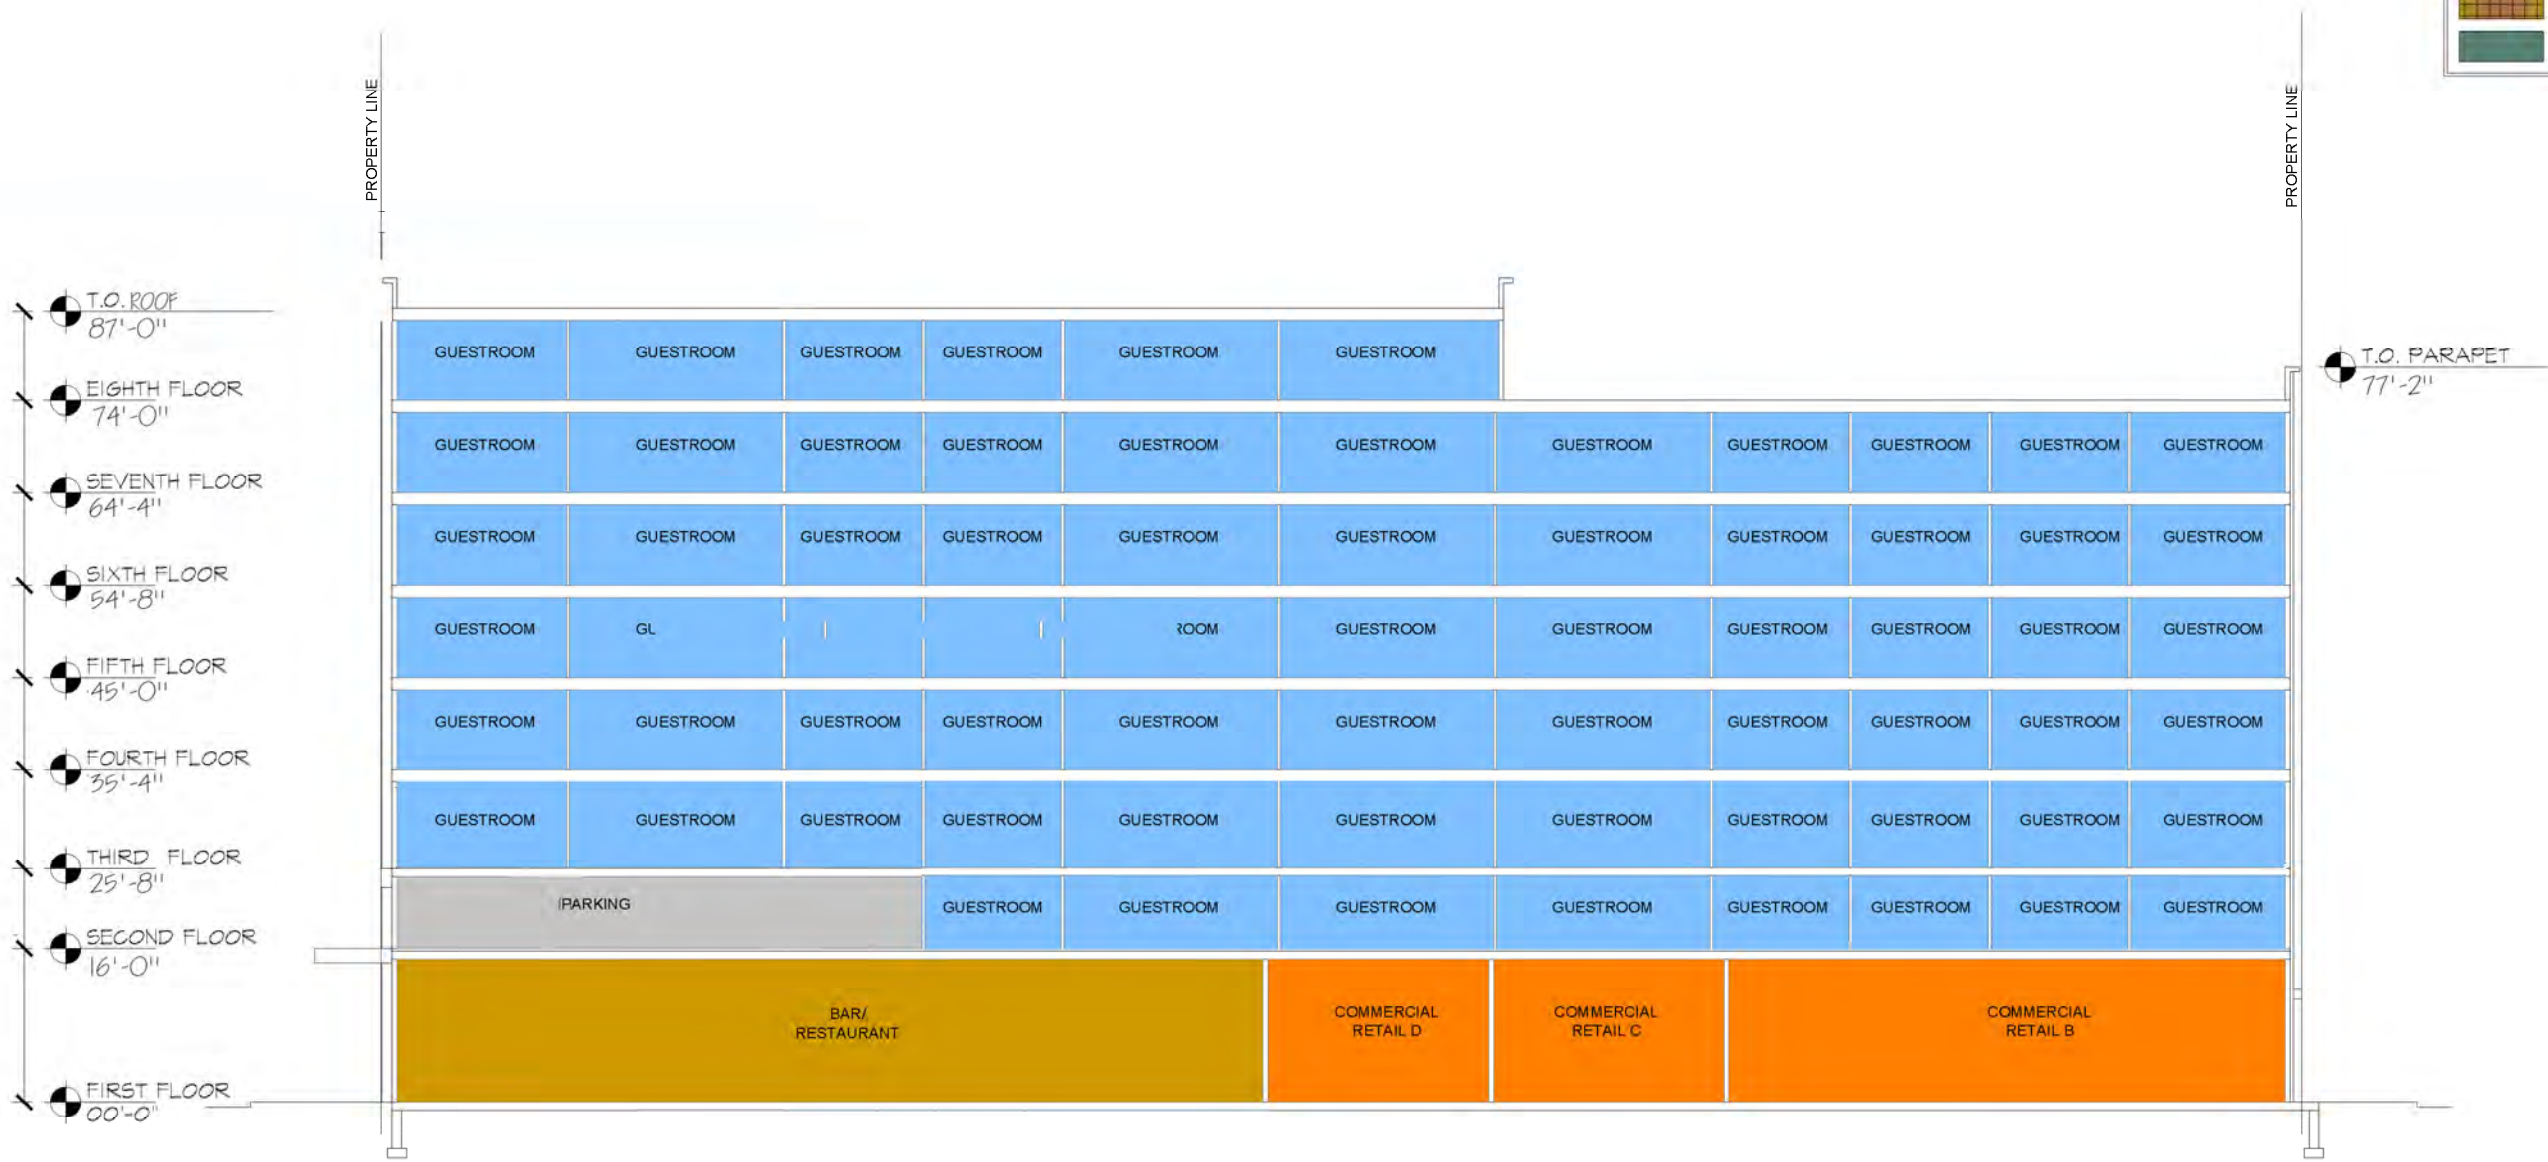 PROPERTY LINE
PROPERTY LINE
T.O. ROOF
87'-0"
GUESTROOM GUESTROOM GUESTROOM GUESTROOM GUESTROOM GUESTROOM
T.O. PARAPET
77'-2"
EIGHTH FLOOR
74'-0"
GUESTROOM GUESTROOM GUESTROOM GUESTROOM GUESTROOM GUESTROOM GUESTROOM GUESTROOM GUESTROOM GUESTROOM GUESTROOM
SEVENTH FLOOR
64'-4"
GUESTROOM GUESTROOM GUESTROOM GUESTROOM GUESTROOM GUESTROOM GUESTROOM GUESTROOM GUESTROOM GUESTROOM GUESTROOM
SIXTH FLOOR
54'-8"
GUESTROOM GUESTROOM GUESTROOM GUESTROOM GUESTROOM GUESTROOM GUESTROOM
FIFTH FLOOR
45'-0"
GUESTROOM GUESTROOM GUESTROOM GUESTROOM GUESTROOM GUESTROOM GUESTROOM GUESTROOM GUESTROOM GUESTROOM GUESTROOM
FOURTH FLOOR
35'-4"
GUESTROOM GUESTROOM GUESTROOM GUESTROOM GUESTROOM GUESTROOM GUESTROOM GUESTROOM GUESTROOM GUESTROOM GUESTROOM
THIRD FLOOR
25'-8"
PARKING GUESTROOM GUESTROOM GUESTROOM GUESTROOM GUESTROOM GUESTROOM GUESTROOM GUESTROOM
SECOND FLOOR
16'-0"
BAR/
RESTAURANT
COMMERCIAL
RETAIL D
COMMERCIAL
RETAIL C
COMMERCIAL
RETAIL B
FIRST FLOOR
00'-0"